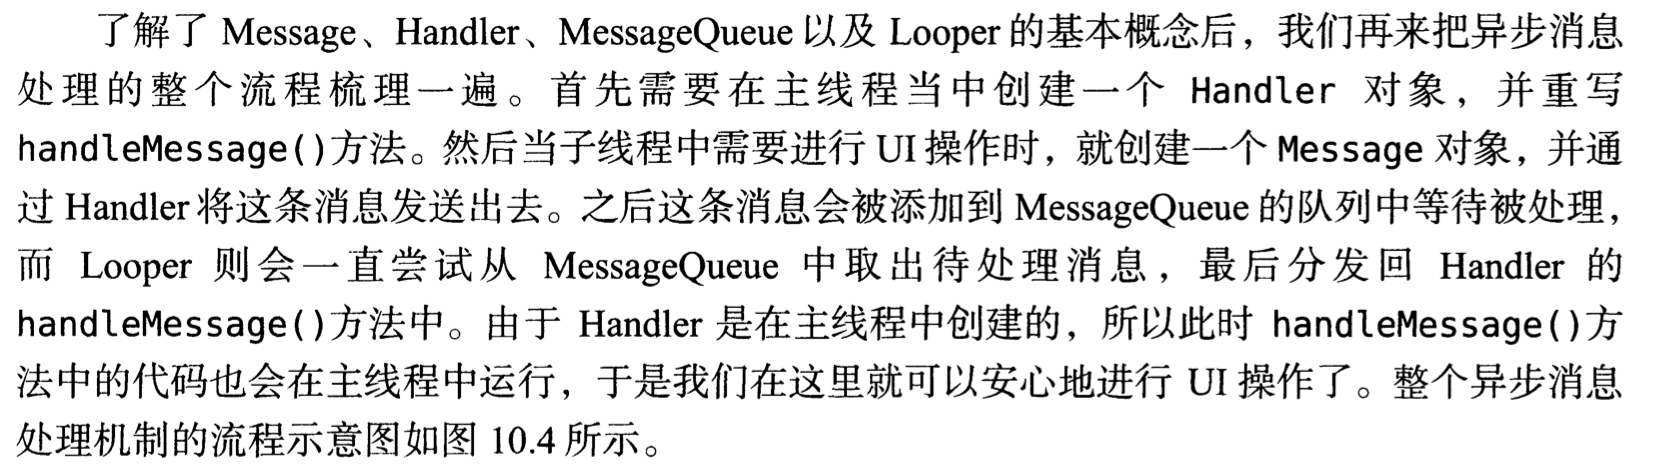 了解了 Message、Handler、MessageQueue 以及 Looper 的基本概念后，我们再来把异步消息
处理的整个流程梳理一遍。首先需要在主线程当中创建一个 Handler 对象，并重写
handleMessage()方法。然后当子线程中需要进行 UI 操作时，就创建一个 Message 对象，并通
过 Handler 将这条消息发送出去。之后这条消息会被添加到 MessageQueue 的队列中等待被处理，
而 Looper 则会一直尝试从 MessageQueue 中取出待处理消息，最后分发回 Handler 的
handleMessage()方法中。由于 Handler 是在主线程中创建的，所以此时 handleMessage()方
法中的代码也会在主线程中运行，于是我们在这里就可以安心地进行 UI 操作了。整个异步消息
处理机制的流程示意图如图 10.4 所示。